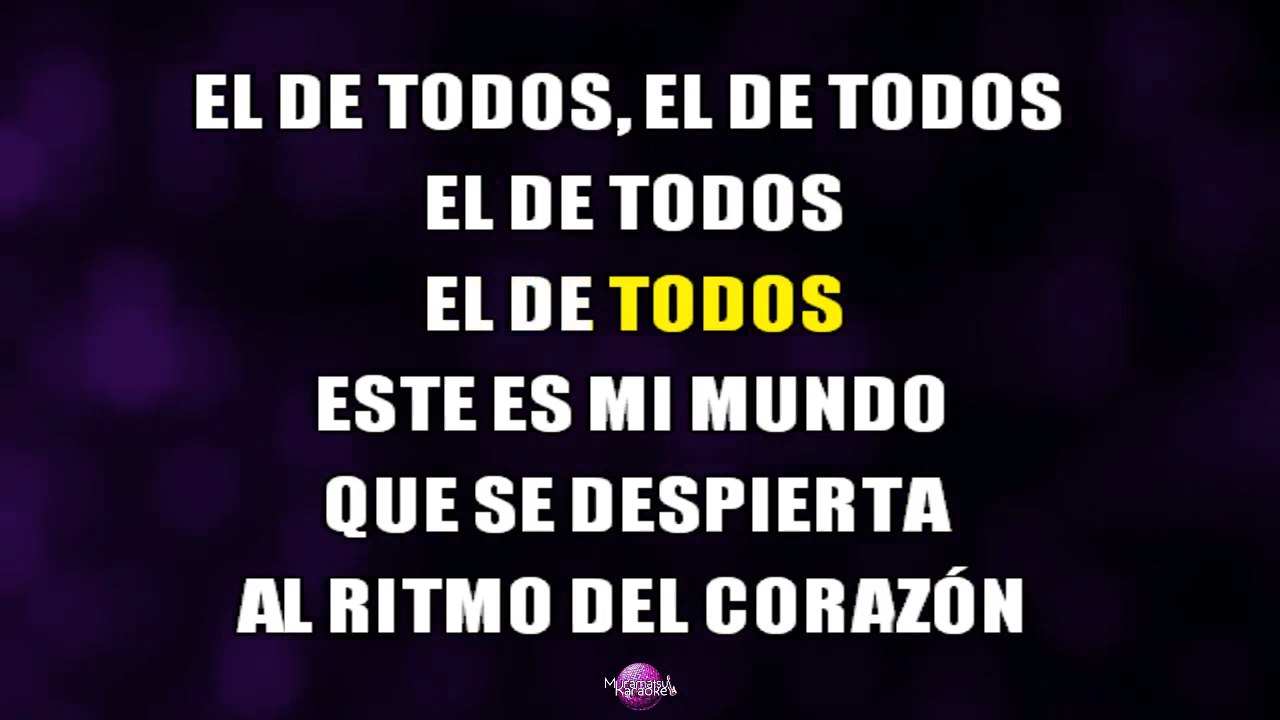 EL DE TODOS, EL DE TODOS
EL DE TODOS
EL DE TODOS
ESTE ES MI MUNDO
QUE SE DESPIERTA
AL RITMO DEL CORAZÓN
Muramatsu
Karaoke